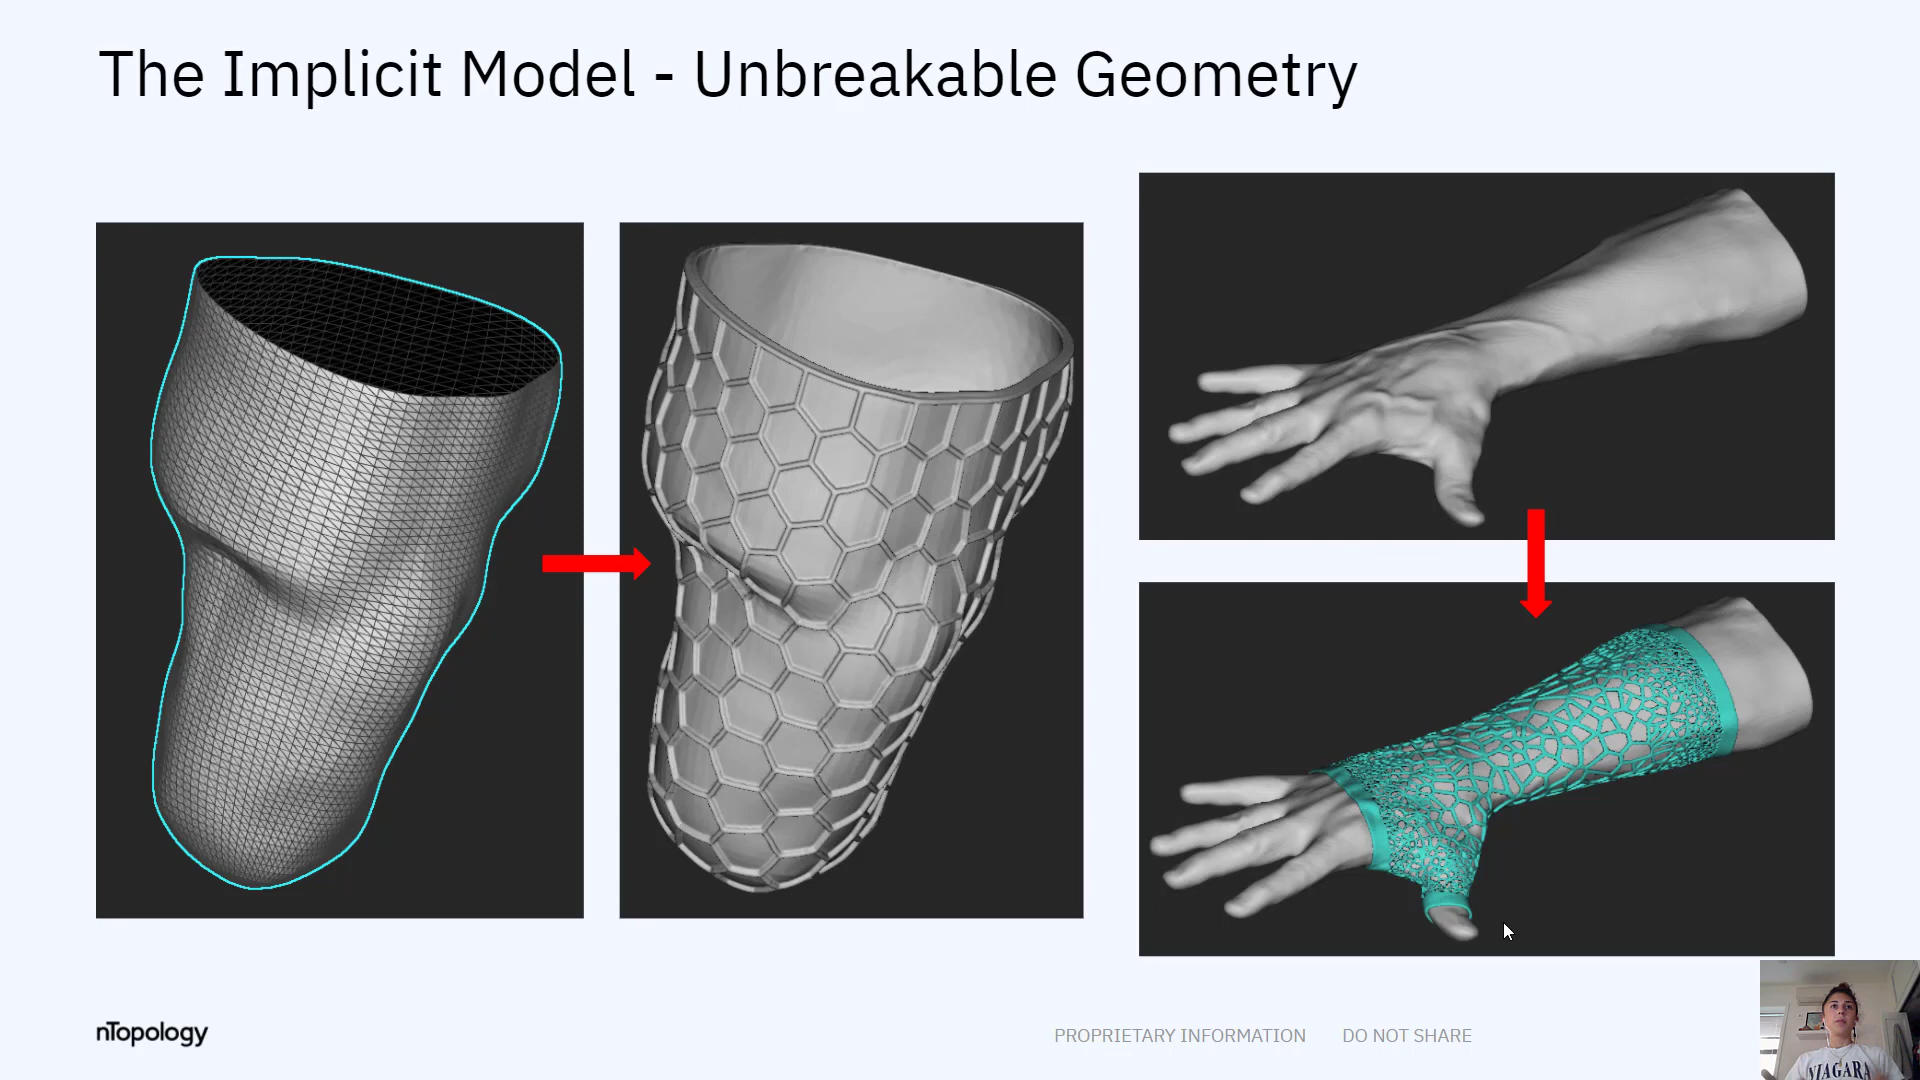 The Implicit Model - Unbreakable Geometry
nTopology
PROPRIETARY INFORMATION
DO NOT SHARE
NIAGARA